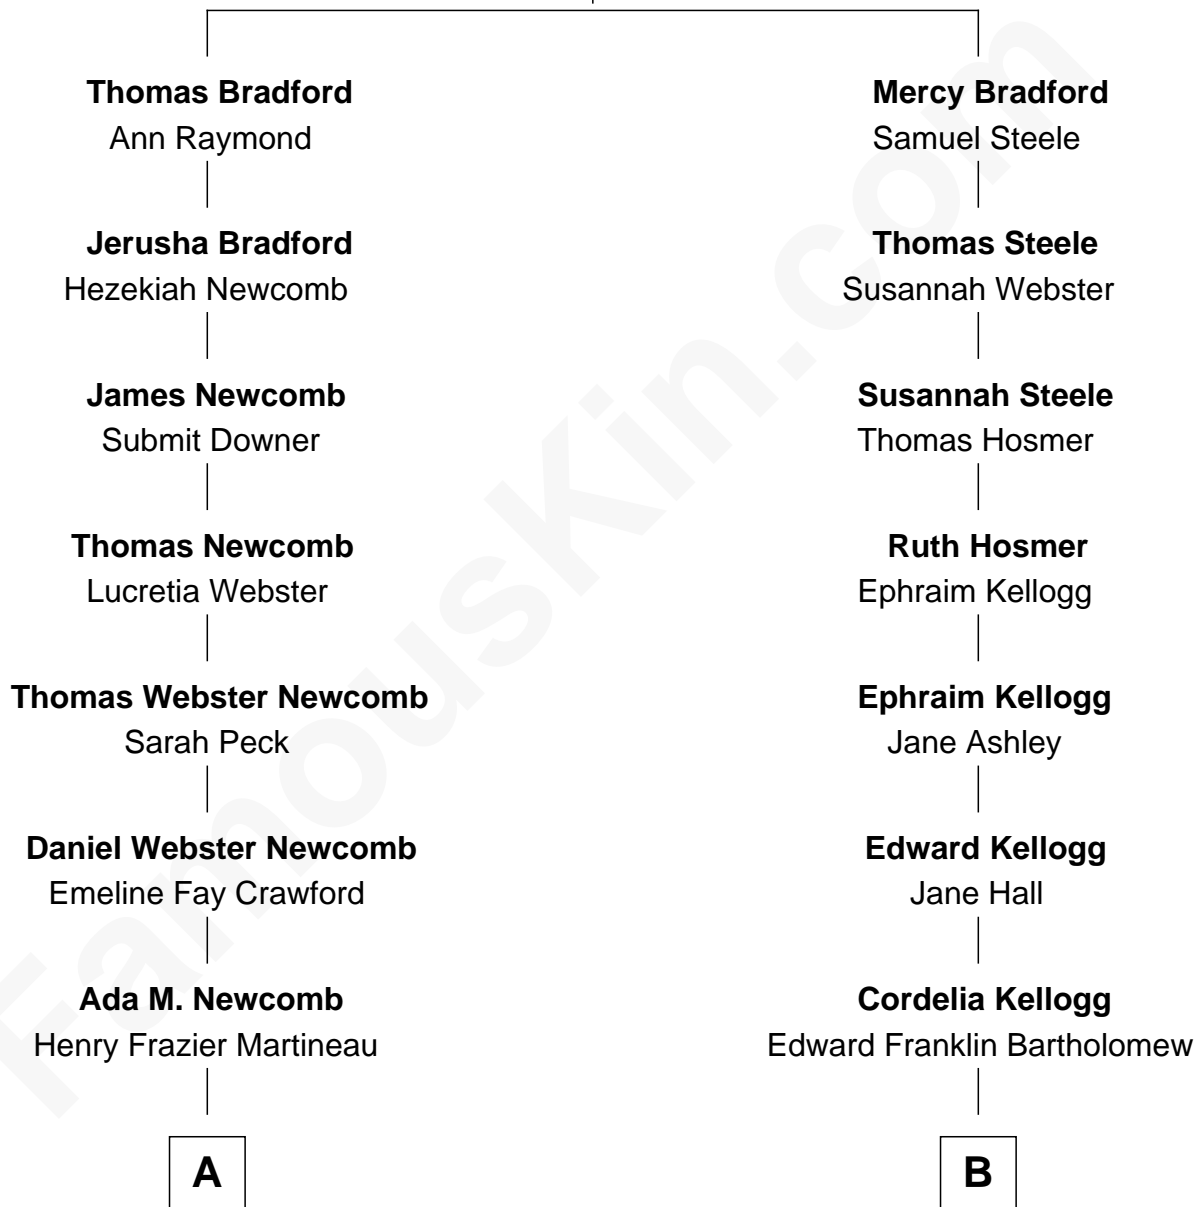 Thomas Bradford
Ann Raymond
Jerusha Bradford
Hezekiah Newcomb
James Newcomb
Submit Downer
Thomas Newcomb
Lucretia Webster
Thomas Webster Newcomb
Sarah Peck
Daniel Webster Newcomb
Emeline Fay Crawford
Ada M. Newcomb
Henry Frazier Martineau
A
Mercy Bradford
Samuel Steele
Thomas Steele
Susannah Webster
Susannah Steele
Thomas Hosmer
Ruth Hosmer
Ephraim Kellogg
Ephraim Kellogg
Jane Ashley
Edward Kellogg
Jane Hall
Cordelia Kellogg
Edward Franklin Bartholomew
B
FamousKin.com